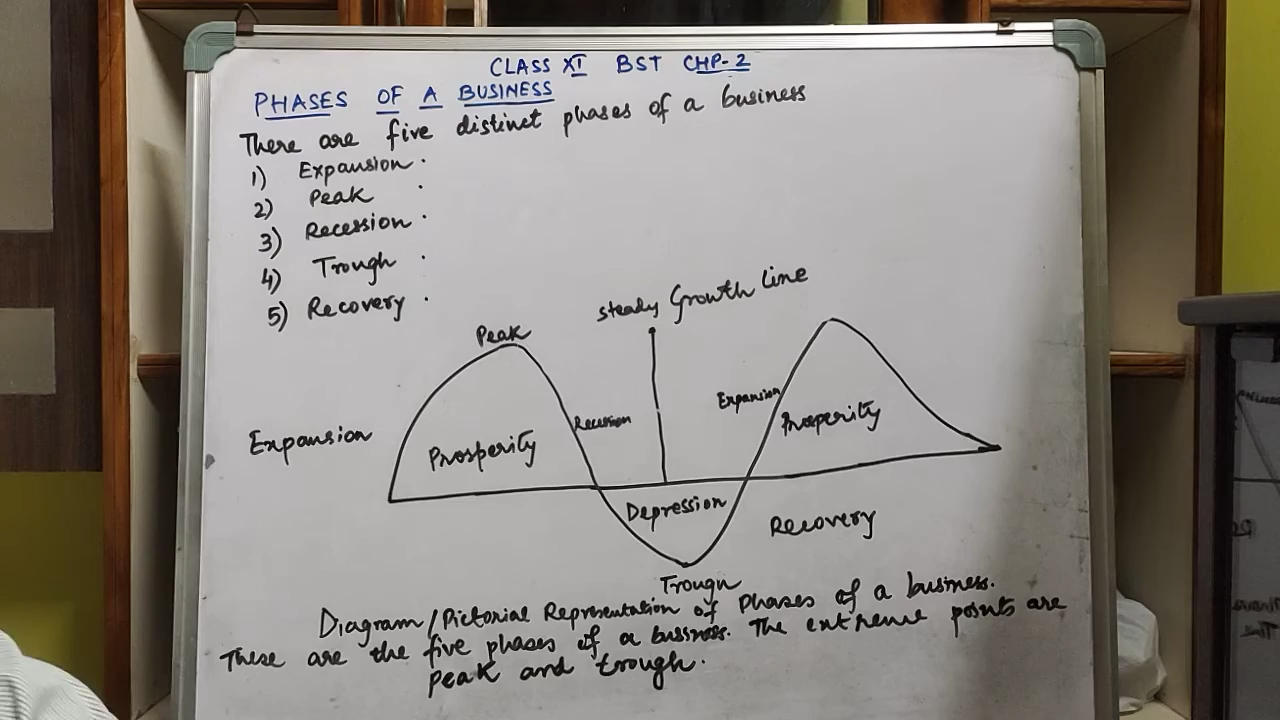 CLASS XI BST CHP-2
PHASES OF A BUSINESS
There are five distinct phases of a business
1) Expansion.
2) Peak.
3) Recession.
4) Trough.
5) Recovery.
steady Growth Line
Peak
Expansion
Recession
Expansion
Prosperity
Prosperity
Depression
Recovery
Trough
Diagram/Pictorial Representation of Phases of a business.
These are the five phases of a business. The extreme points are
peak and trough.